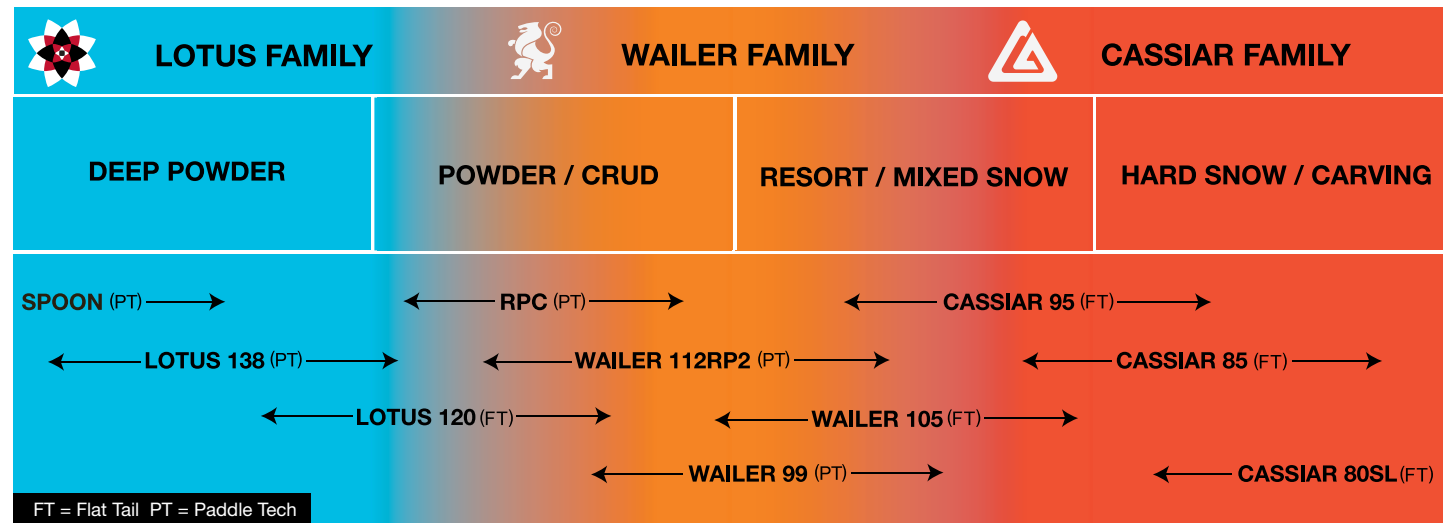 LOTUS FAMILY WAILER FAMILY CASSIAR FAMILY
DEEP POWDER POWDER / CRUD RESORT / MIXED SNOW HARD SNOW / CARVING
SPOON (PT) RPC (PT) CASSIAR 95 (FT)
LOTUS 138 (PT) WAILER 112RP2 (PT) CASSIAR 85 (FT)
LOTUS 120 (FT) WAILER 105 (FT)
WAILER 99 (PT) CASSIAR 80SL (FT)
FT = Flat Tail PT = Paddle Tech